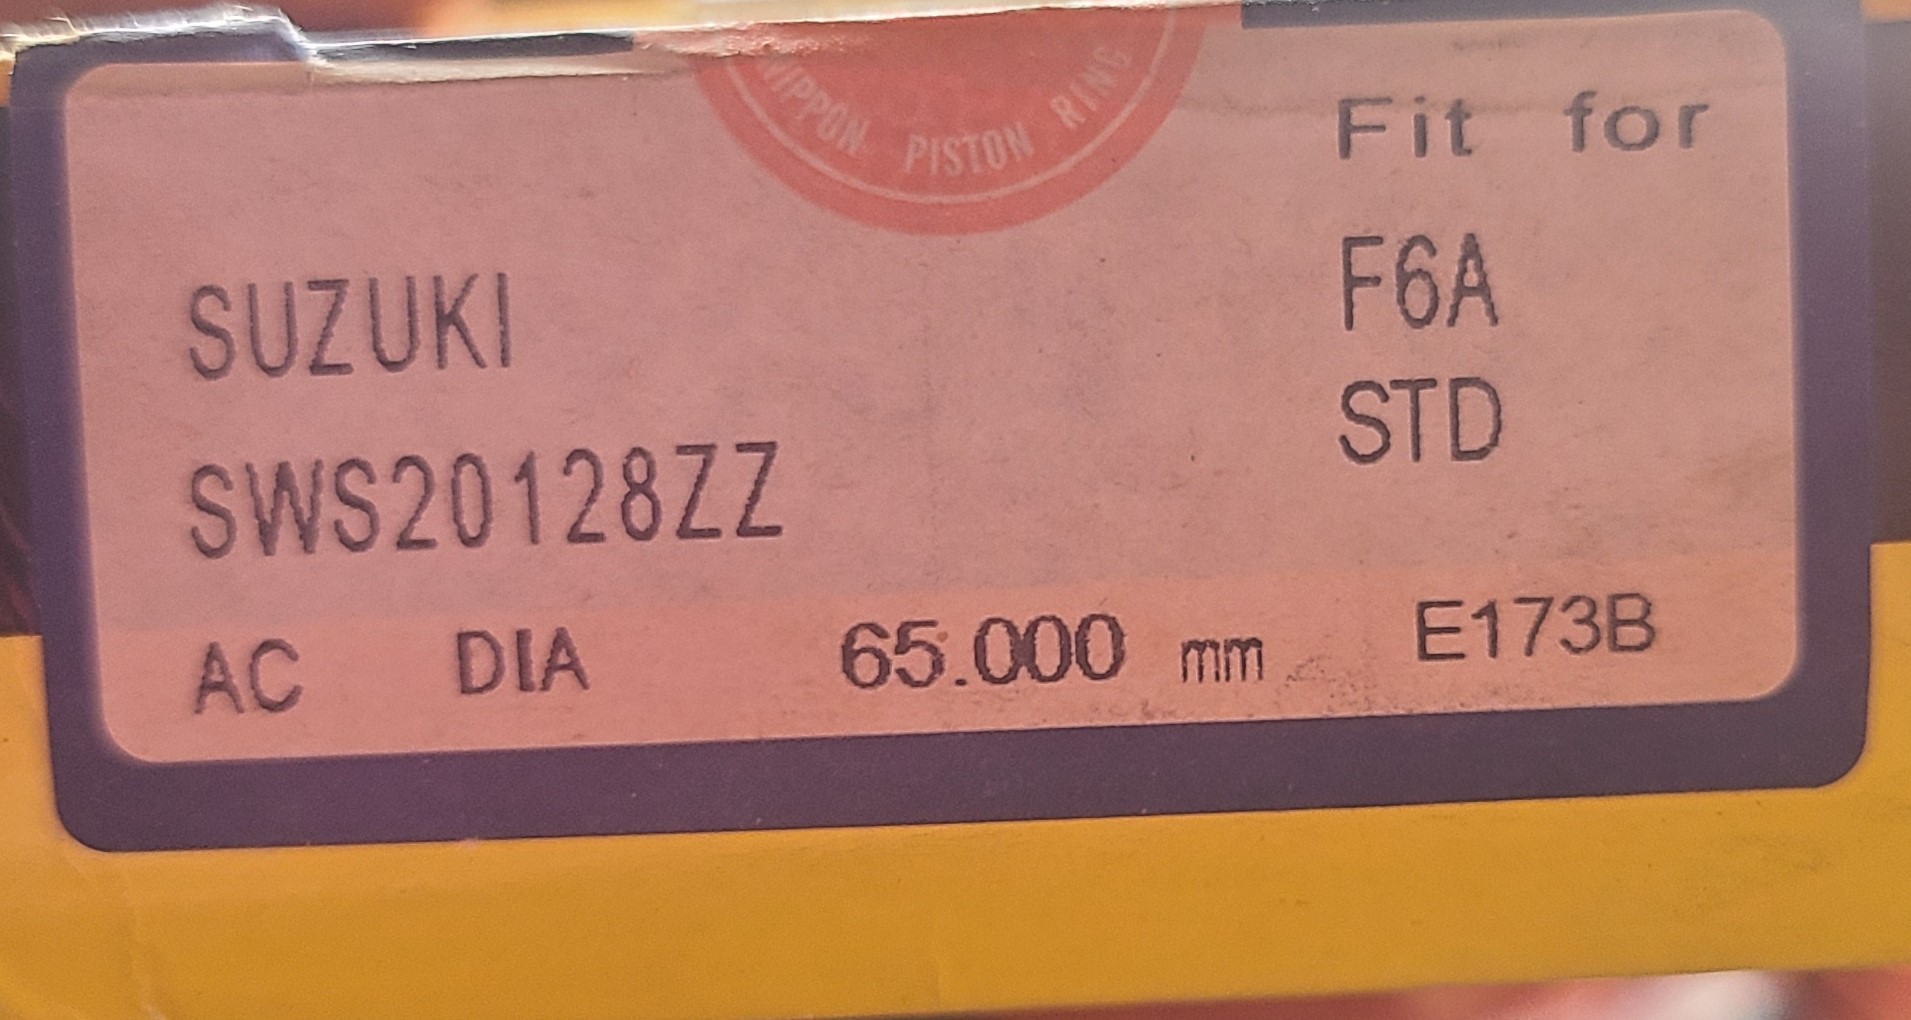 NIPPON PISTON RING
Fit for
SUZUKI
F6A
SWS20128ZZ
STD
AC DIA 65.000 mm E173B